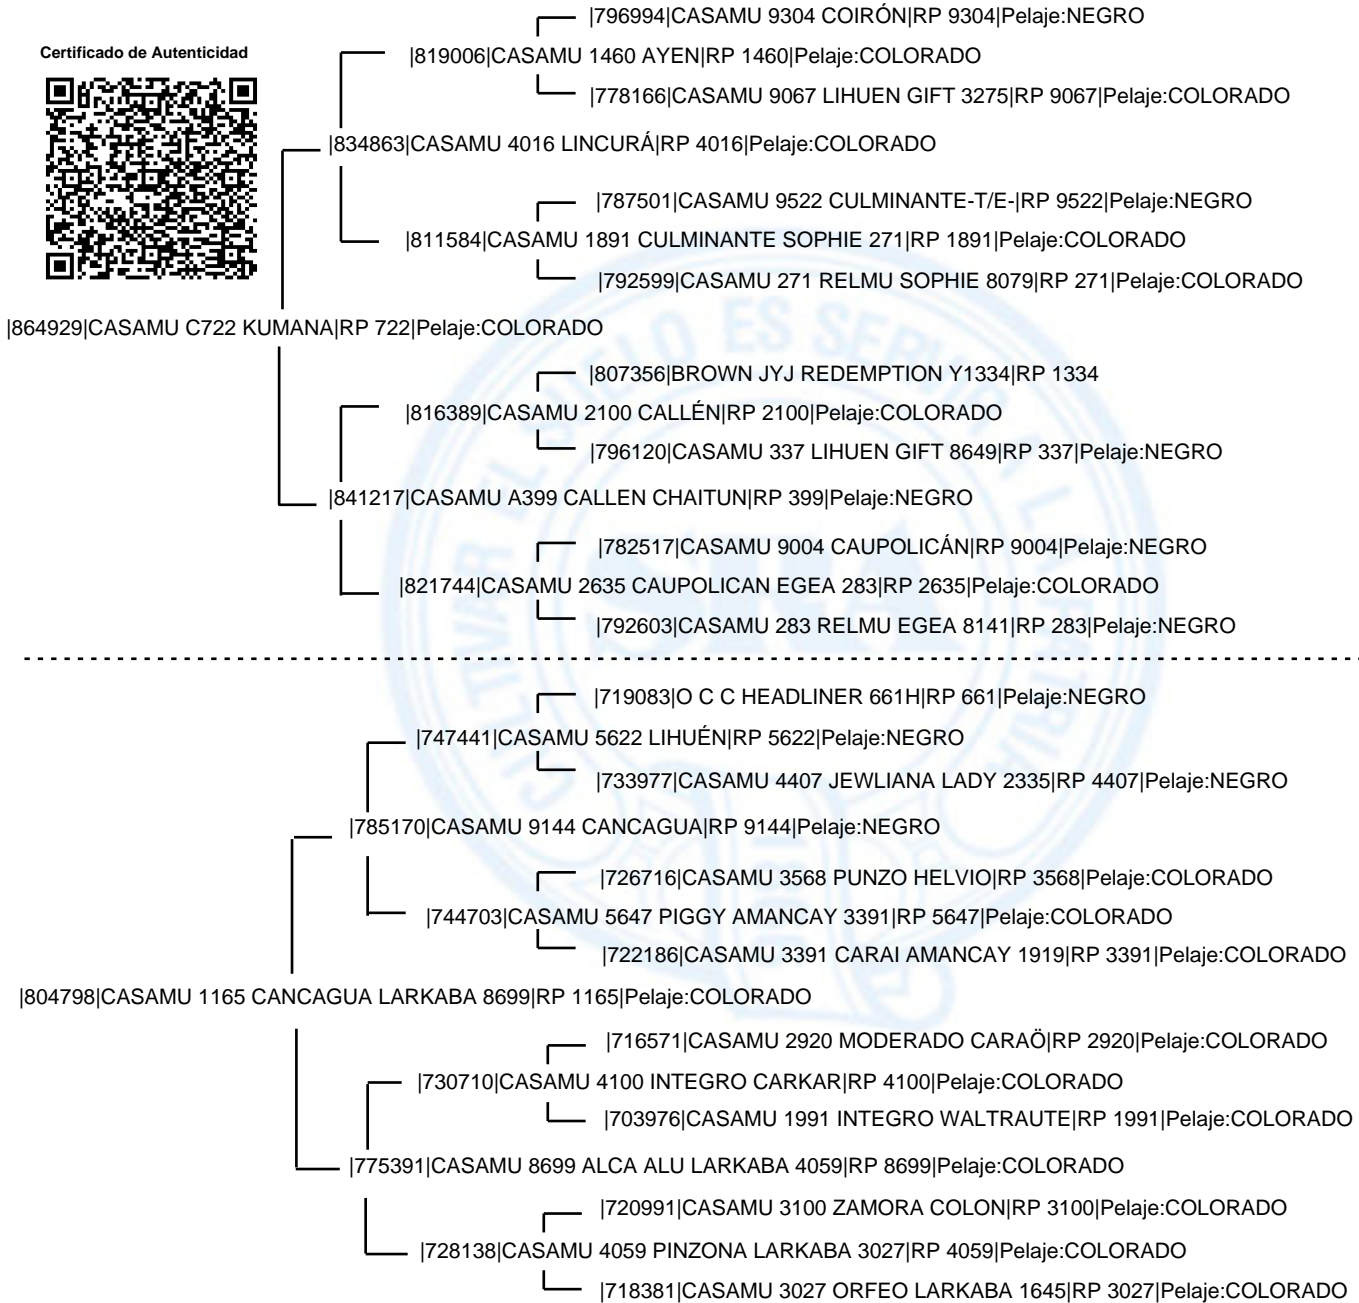 |796994|CASAMU 9304 COIRÓN|RP 9304|Pelaje:NEGRO
Certificado de Autenticidad
|819006|CASAMU 1460 AYEN|RP 1460|Pelaje:COLORADO
|778166|CASAMU 9067 LIHUEN GIFT 3275|RP 9067|Pelaje:COLORADO
|834863|CASAMU 4016 LINCURÁ|RP 4016|Pelaje:COLORADO
|787501|CASAMU 9522 CULMINANTE-T/E-|RP 9522|Pelaje:NEGRO
|811584|CASAMU 1891 CULMINANTE SOPHIE 271|RP 1891|Pelaje:COLORADO
|792599|CASAMU 271 RELMU SOPHIE 8079|RP 271|Pelaje:COLORADO
|864929|CASAMU C722 KUMANA|RP 722|Pelaje:COLORADO
|807356|BROWN JYJ REDEMPTION Y1334|RP 1334
|816389|CASAMU 2100 CALLÉN|RP 2100|Pelaje:COLORADO
|796120|CASAMU 337 LIHUEN GIFT 8649|RP 337|Pelaje:NEGRO
|841217|CASAMU A399 CALLEN CHAITUN|RP 399|Pelaje:NEGRO
|782517|CASAMU 9004 CAUPOLICÁN|RP 9004|Pelaje:NEGRO
|821744|CASAMU 2635 CAUPOLICAN EGEA 283|RP 2635|Pelaje:COLORADO
|792603|CASAMU 283 RELMU EGEA 8141|RP 283|Pelaje:NEGRO
|719083|O C C HEADLINER 661H|RP 661|Pelaje:NEGRO
|747441|CASAMU 5622 LIHUÉN|RP 5622|Pelaje:NEGRO
|733977|CASAMU 4407 JEWLIANA LADY 2335|RP 4407|Pelaje:NEGRO
|785170|CASAMU 9144 CANCAGUA|RP 9144|Pelaje:NEGRO
|726716|CASAMU 3568 PUNZO HELVIO|RP 3568|Pelaje:COLORADO
|744703|CASAMU 5647 PIGGY AMANCAY 3391|RP 5647|Pelaje:COLORADO
|722186|CASAMU 3391 CARAI AMANCAY 1919|RP 3391|Pelaje:COLORADO
|804798|CASAMU 1165 CANCAGUA LARKABA 8699|RP 1165|Pelaje:COLORADO
|716571|CASAMU 2920 MODERADO CARAÖ|RP 2920|Pelaje:COLORADO
|730710|CASAMU 4100 INTEGRO CARKAR|RP 4100|Pelaje:COLORADO
|703976|CASAMU 1991 INTEGRO WALTRAUTE|RP 1991|Pelaje:COLORADO
|775391|CASAMU 8699 ALCA ALU LARKABA 4059|RP 8699|Pelaje:COLORADO
|720991|CASAMU 3100 ZAMORA COLON|RP 3100|Pelaje:COLORADO
|728138|CASAMU 4059 PINZONA LARKABA 3027|RP 4059|Pelaje:COLORADO
|718381|CASAMU 3027 ORFEO LARKABA 1645|RP 3027|Pelaje:COLORADO
CULTIVAR EL SUELO ES SERVIR A LA PATRIA